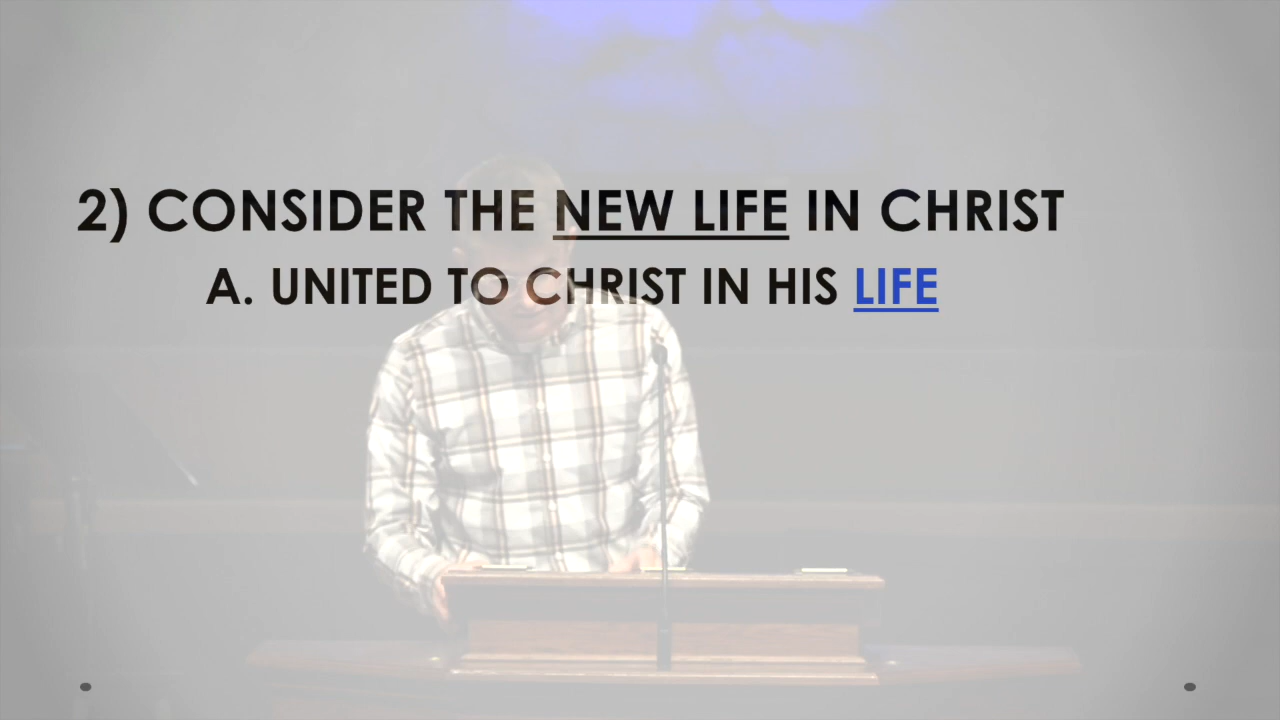 2) CONSIDER THE NEW LIFE IN CHRIST
A. UNITED TO CHRIST IN HIS LIFE